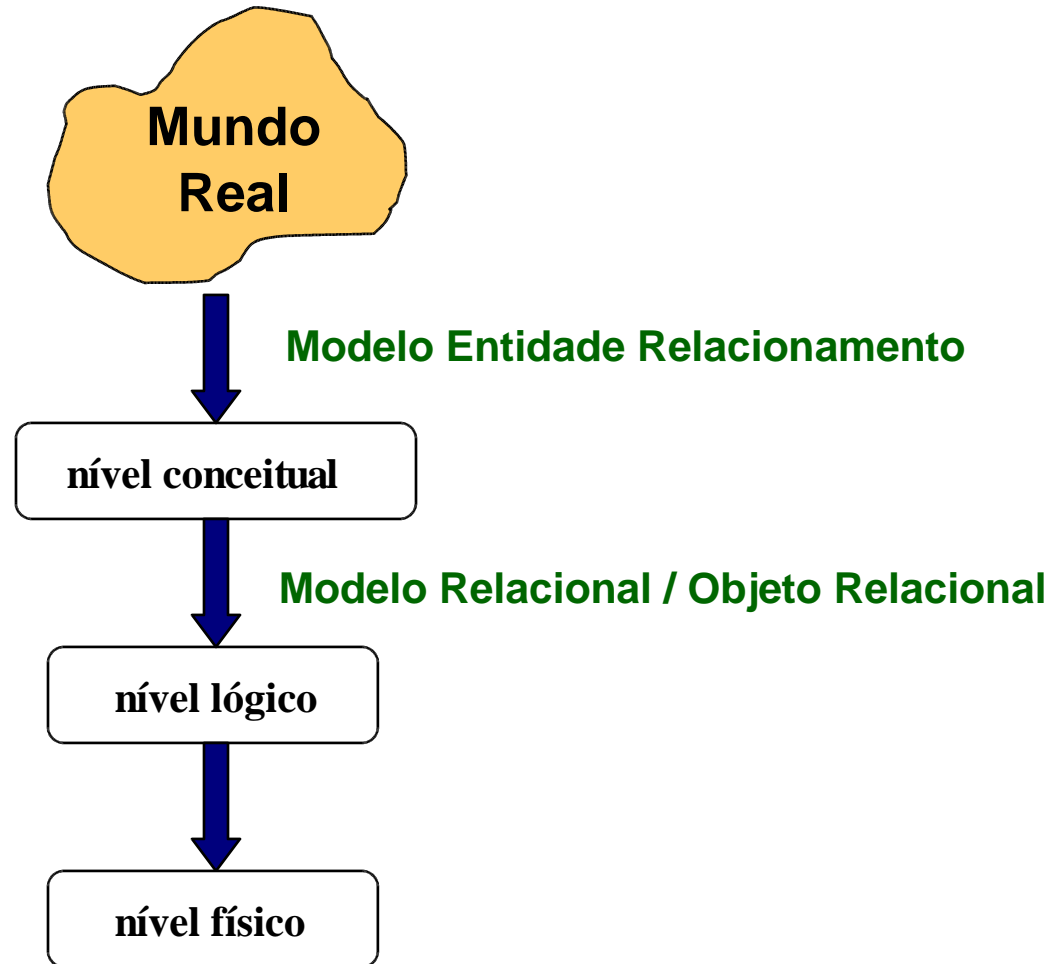 Mundo
Real
Modelo Entidade Relacionamento
nível conceitual
Modelo Relacional / Objeto Relacional
nível lógico
nível físico